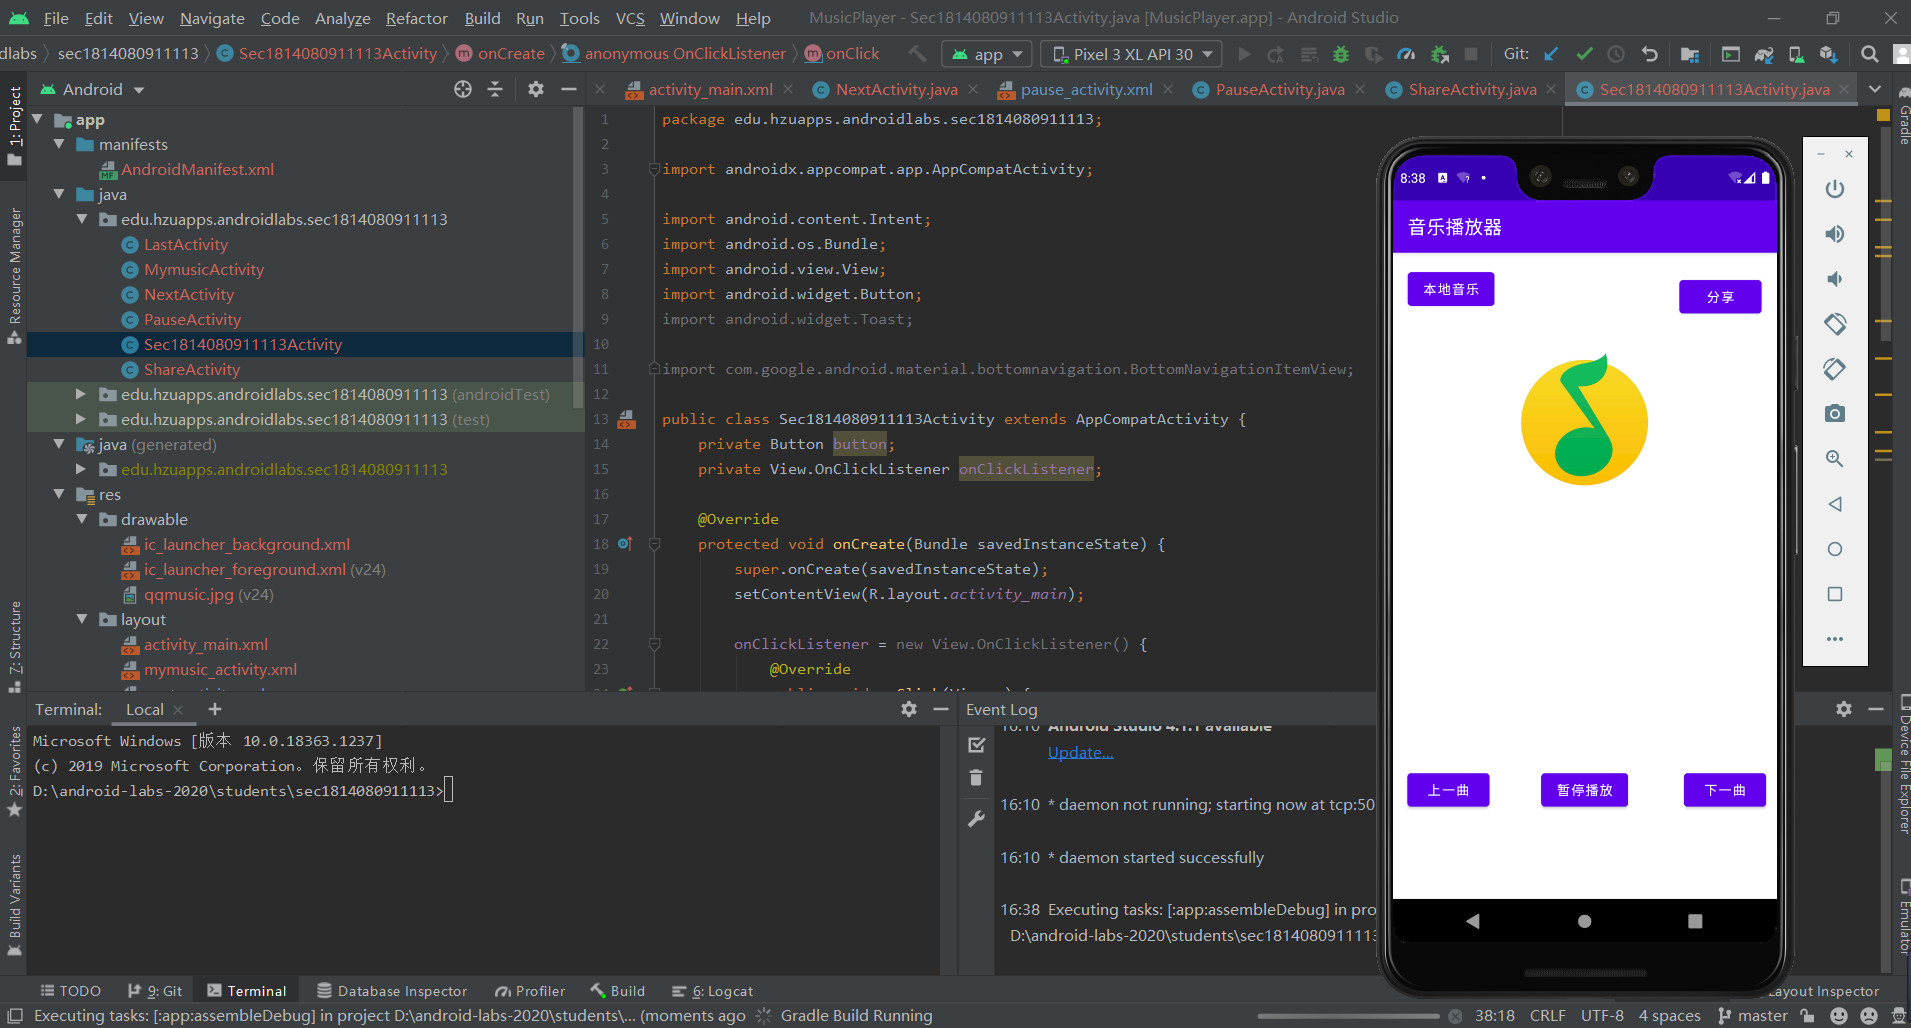 File Edit View Navigate Code Analyze Refactor Build Run Tools VCS Window Help MusicPlayer - Sec1814080911113Activity.java [MusicPlayer.app] - Android Studio
dlabs sec1814080911113 Sec1814080911113Activity onCreate anonymous OnClickListener onClick app Pixel 3 XL API 30 Git:
Android
activity_main.xml NextActivity.java pause_activity.xml PauseActivity.java ShareActivity.java Sec1814080911113Activity.java
1: Project
Resource Manager
Z: Structure
2: Favorites
Build Variants
app
manifests
AndroidManifest.xml
java
edu.hzuapps.androidlabs.sec1814080911113
LastActivity
MymusicActivity
NextActivity
PauseActivity
Sec1814080911113Activity
ShareActivity
edu.hzuapps.androidlabs.sec1814080911113 (androidTest)
edu.hzuapps.androidlabs.sec1814080911113 (test)
java (generated)
edu.hzuapps.androidlabs.sec1814080911113
res
drawable
ic_launcher_background.xml
ic_launcher_foreground.xml (v24)
qqmusic.jpg (v24)
layout
activity_main.xml
mymusic_activity.xml
1 package edu.hzuapps.androidlabs.sec1814080911113;
2
3 import androidx.appcompat.app.AppCompatActivity;
4
5 import android.content.Intent;
6 import android.os.Bundle;
7 import android.view.View;
8 import android.widget.Button;
9 import android.widget.Toast;
10
11 import com.google.android.material.bottomnavigation.BottomNavigationItemView;
12
13 public class Sec1814080911113Activity extends AppCompatActivity {
14 private Button button;
15 private View.OnClickListener onClickListener;
16
17 @Override
18 protected void onCreate(Bundle savedInstanceState) {
19 super.onCreate(savedInstanceState);
20 setContentView(R.layout.activity_main);
21
22 onClickListener = new View.OnClickListener() {
23 @Override
8:38
音乐播放器
本地音乐
分享
上一曲 暂停播放 下一曲
Gradle
Device File Explorer
Emulator
Terminal: Local
Microsoft Windows [版本 10.0.18363.1237]
(c) 2019 Microsoft Corporation。保留所有权利。
D:\android-labs-2020\students\sec1814080911113>
Event Log
16:10 Android Studio 4.1.1 available
Update...
16:10 * daemon not running; starting now at tcp:50
16:10 * daemon started successfully
16:38 Executing tasks: [:app:assembleDebug] in pro
D:\android-labs-2020\students\sec1814080911113
TODO 9: Git Terminal Database Inspector Profiler Build 6: Logcat Layout Inspector
Executing tasks: [:app:assembleDebug] in project D:\android-labs-2020\students\... (moments ago Gradle Build Running 38:18 CRLF UTF-8 4 spaces master